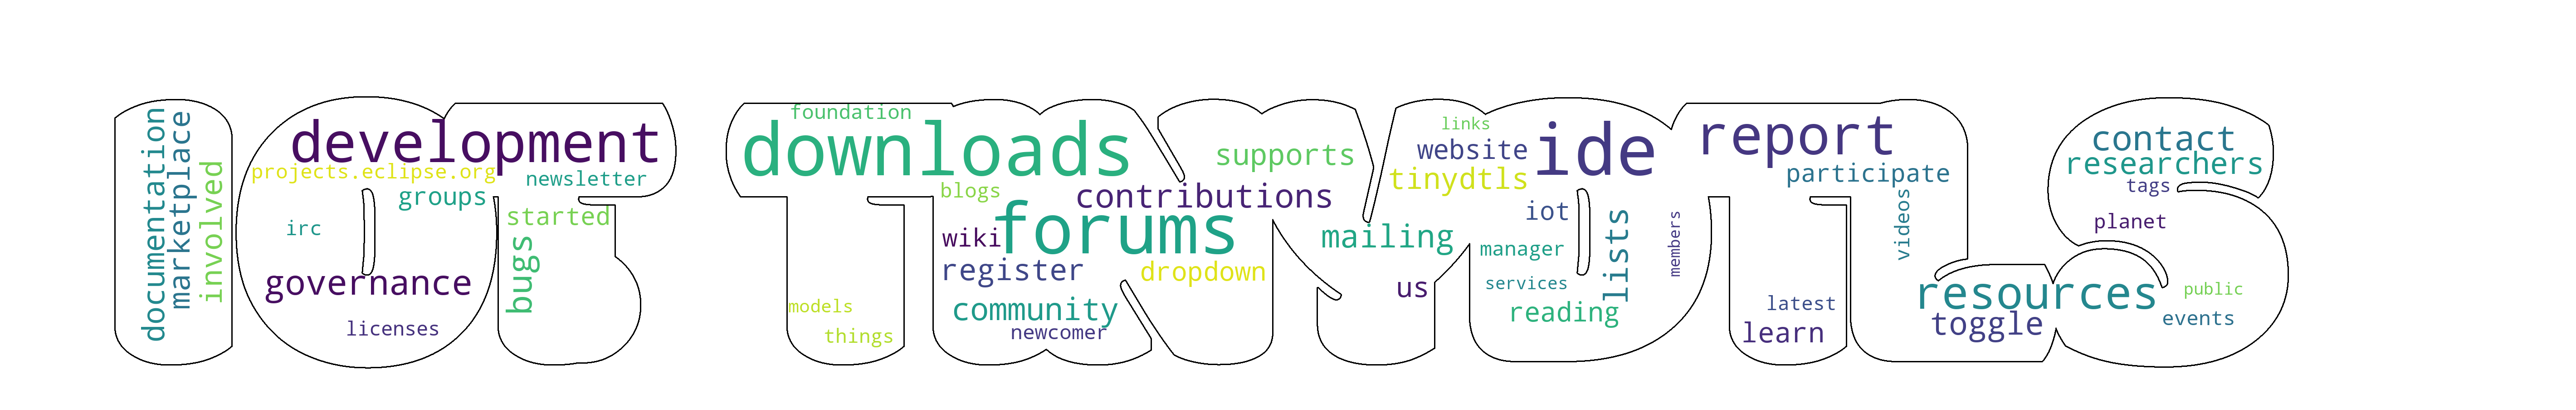 documentation
marketplace
involved
development
projects.eclipse.org
groups
newsletter
irc
started
bugs
governance
licenses
foundation
downloads
blogs
supports
contributions
forums
wiki
register
dropdown
community
newcomer
models
things
links
website
tinydtls
ide
mailing
iot
manager
services
reading
lists
us
members
report
participate
videos
latest
learn
contact
researchers
tags
planet
resources
toggle
public
events